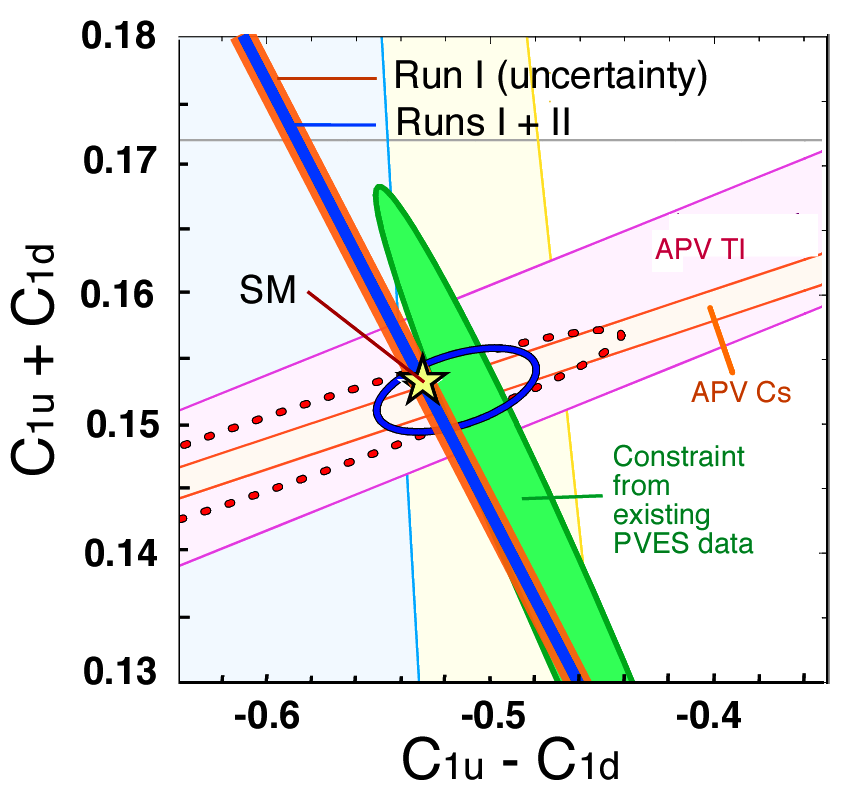 0.18
0.17
0.16
0.15
0.14
0.13
C1u + C1d
Run I (uncertainty)
Runs I + II
APV Tl
SM
APV Cs
Constraint
from
existing
PVES data
-0.6
-0.5
-0.4
C1u - C1d